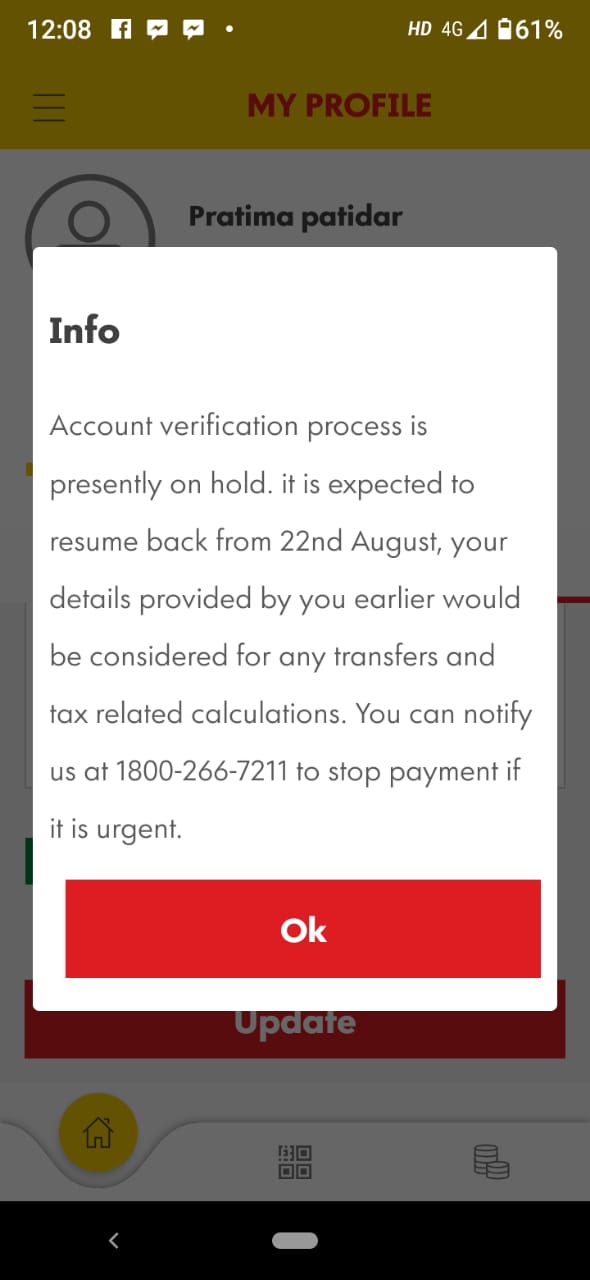 12:08 HD 4G 61%
MY PROFILE
Pratima patidar
Info
Account verification process is
presently on hold. it is expected to
resume back from 22nd August, your
details provided by you earlier would
be considered for any transfers and
tax related calculations. You can notify
us at 1800-266-7211 to stop payment if
it is urgent.
Ok
Update